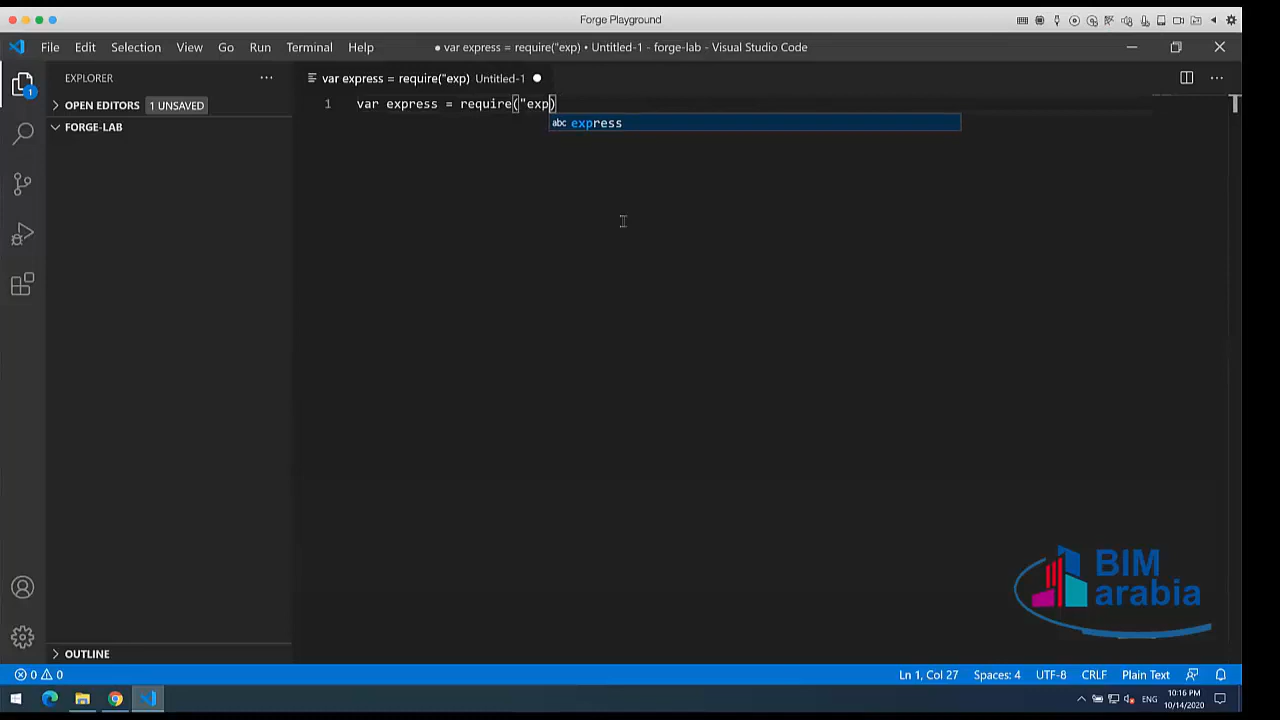 Forge Playground
File Edit Selection View Go Run Terminal Help
● var express = require("exp) • Untitled-1 - forge-lab - Visual Studio Code
EXPLORER
var express = require("exp) Untitled-1
OPEN EDITORS 1 UNSAVED
1 var express = require("exp)
abc express
FORGE-LAB
1
BIM
arabia
OUTLINE
0 0
Ln 1, Col 27 Spaces: 4 UTF-8 CRLF Plain Text
ENG
10:16 PM
10/14/2020